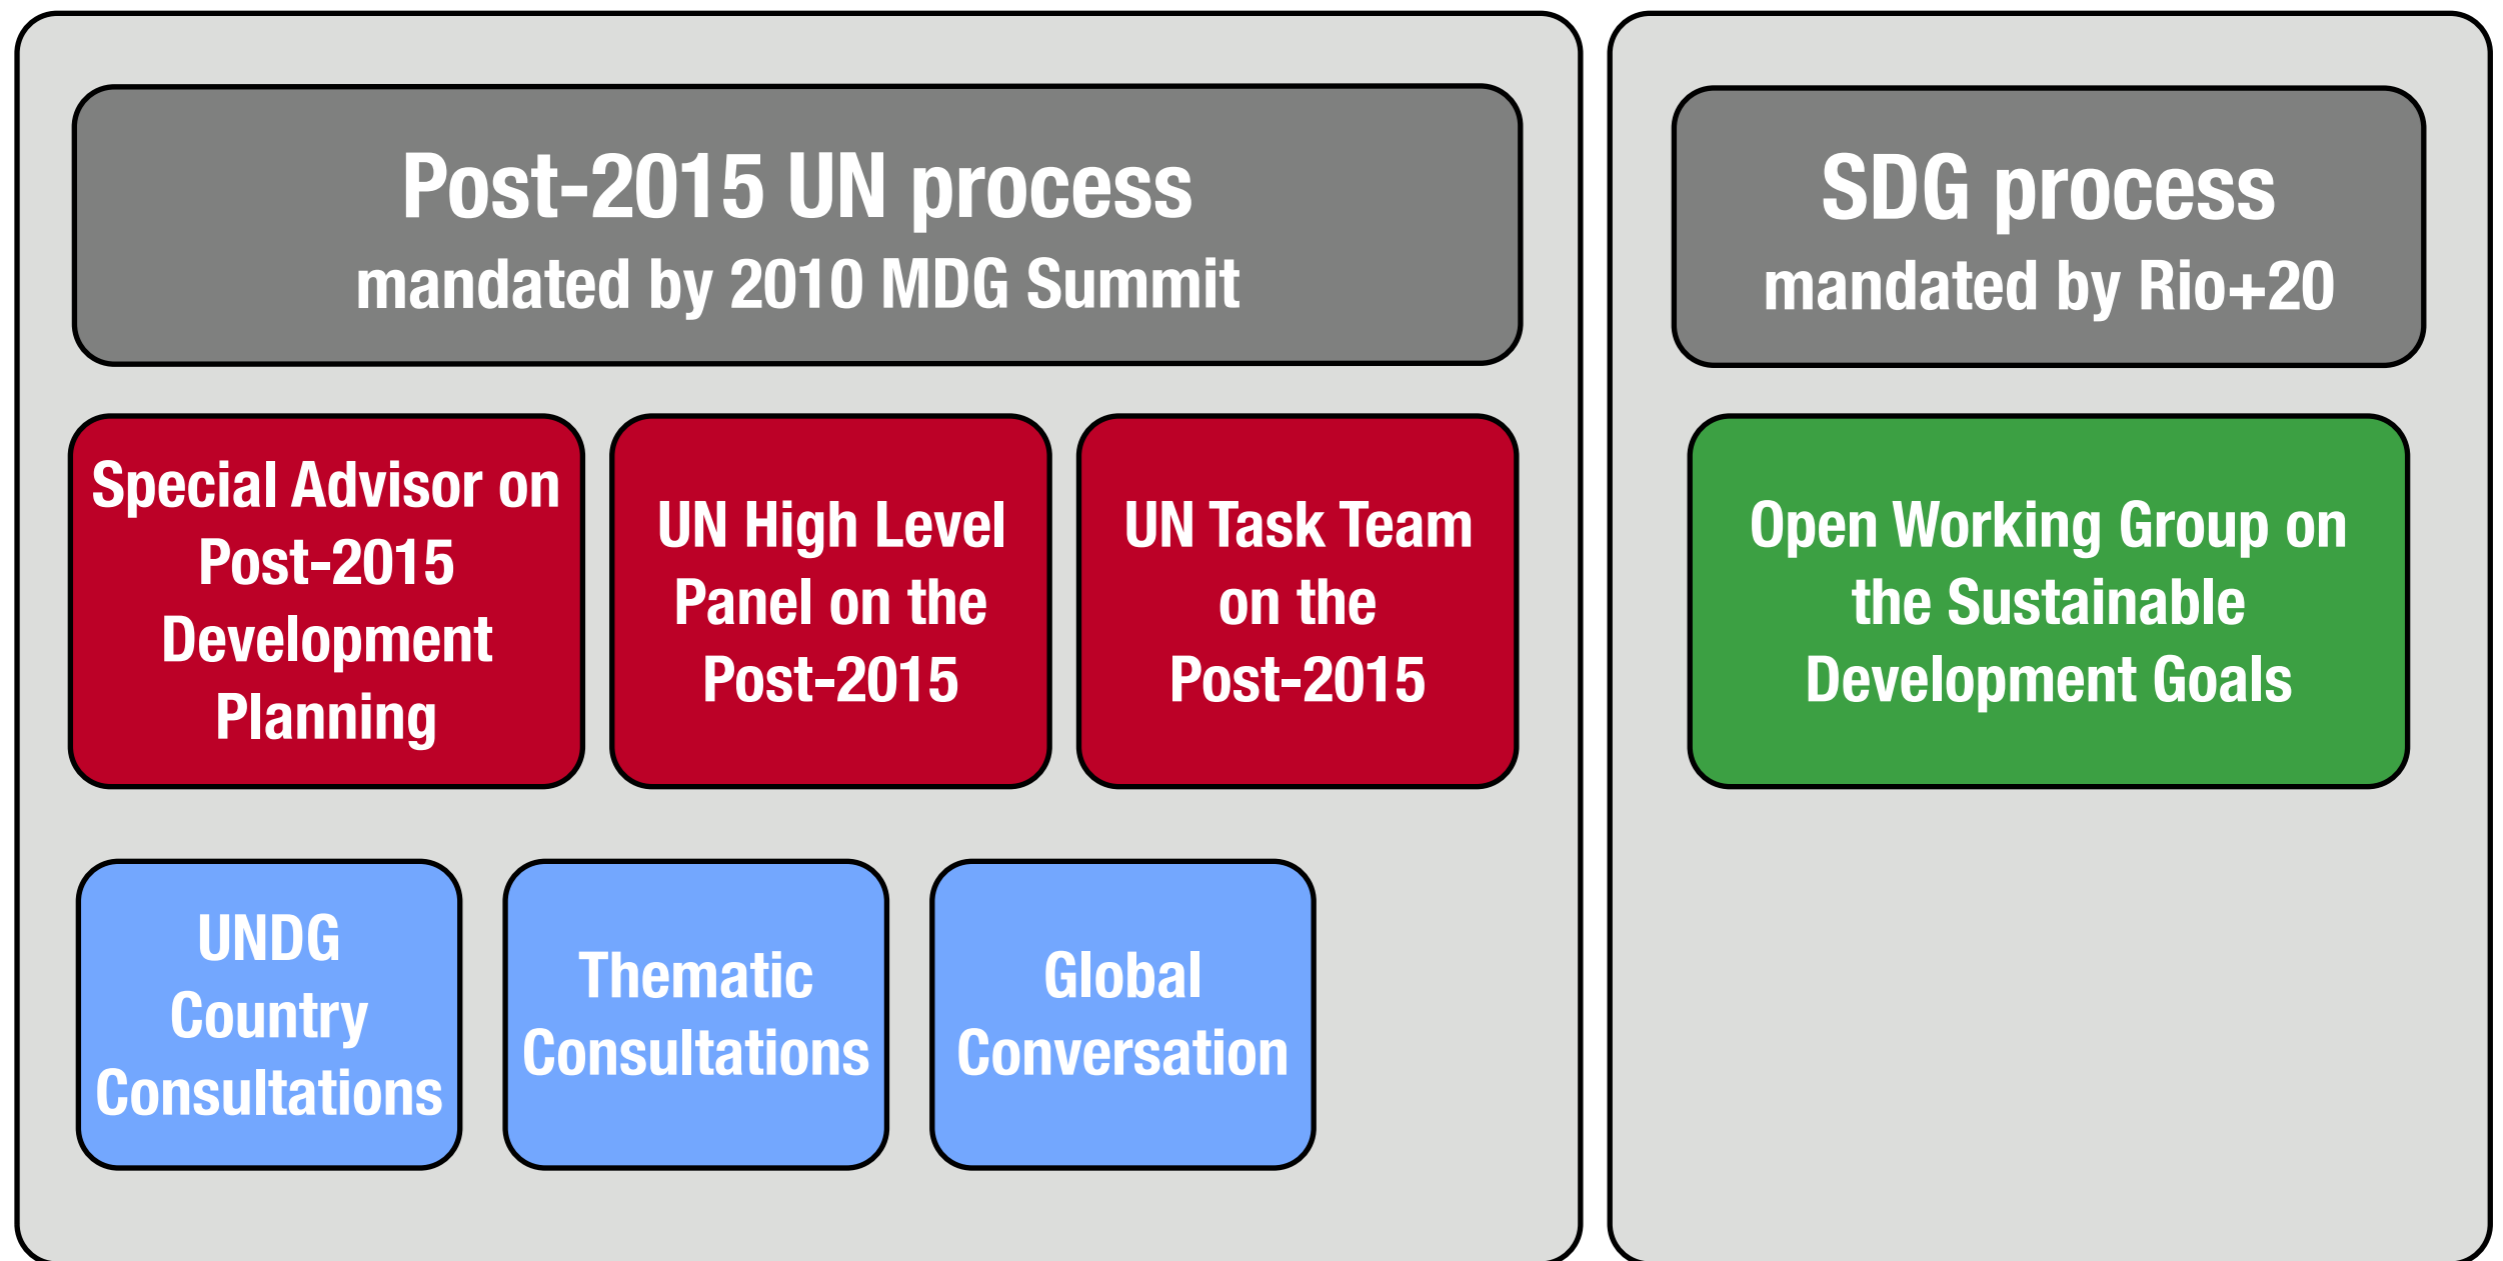 Post-2015 UN process
mandated by 2010 MDG Summit
SDG process
mandated by Rio+20
Special Advisor on
Post-2015
Development
Planning
UN High Level
Panel on the
Post-2015
UN Task Team
on the
Post-2015
Open Working Group on
the Sustainable
Development Goals
UNDG
Country
Consultations
Thematic
Consultations
Global
Conversation